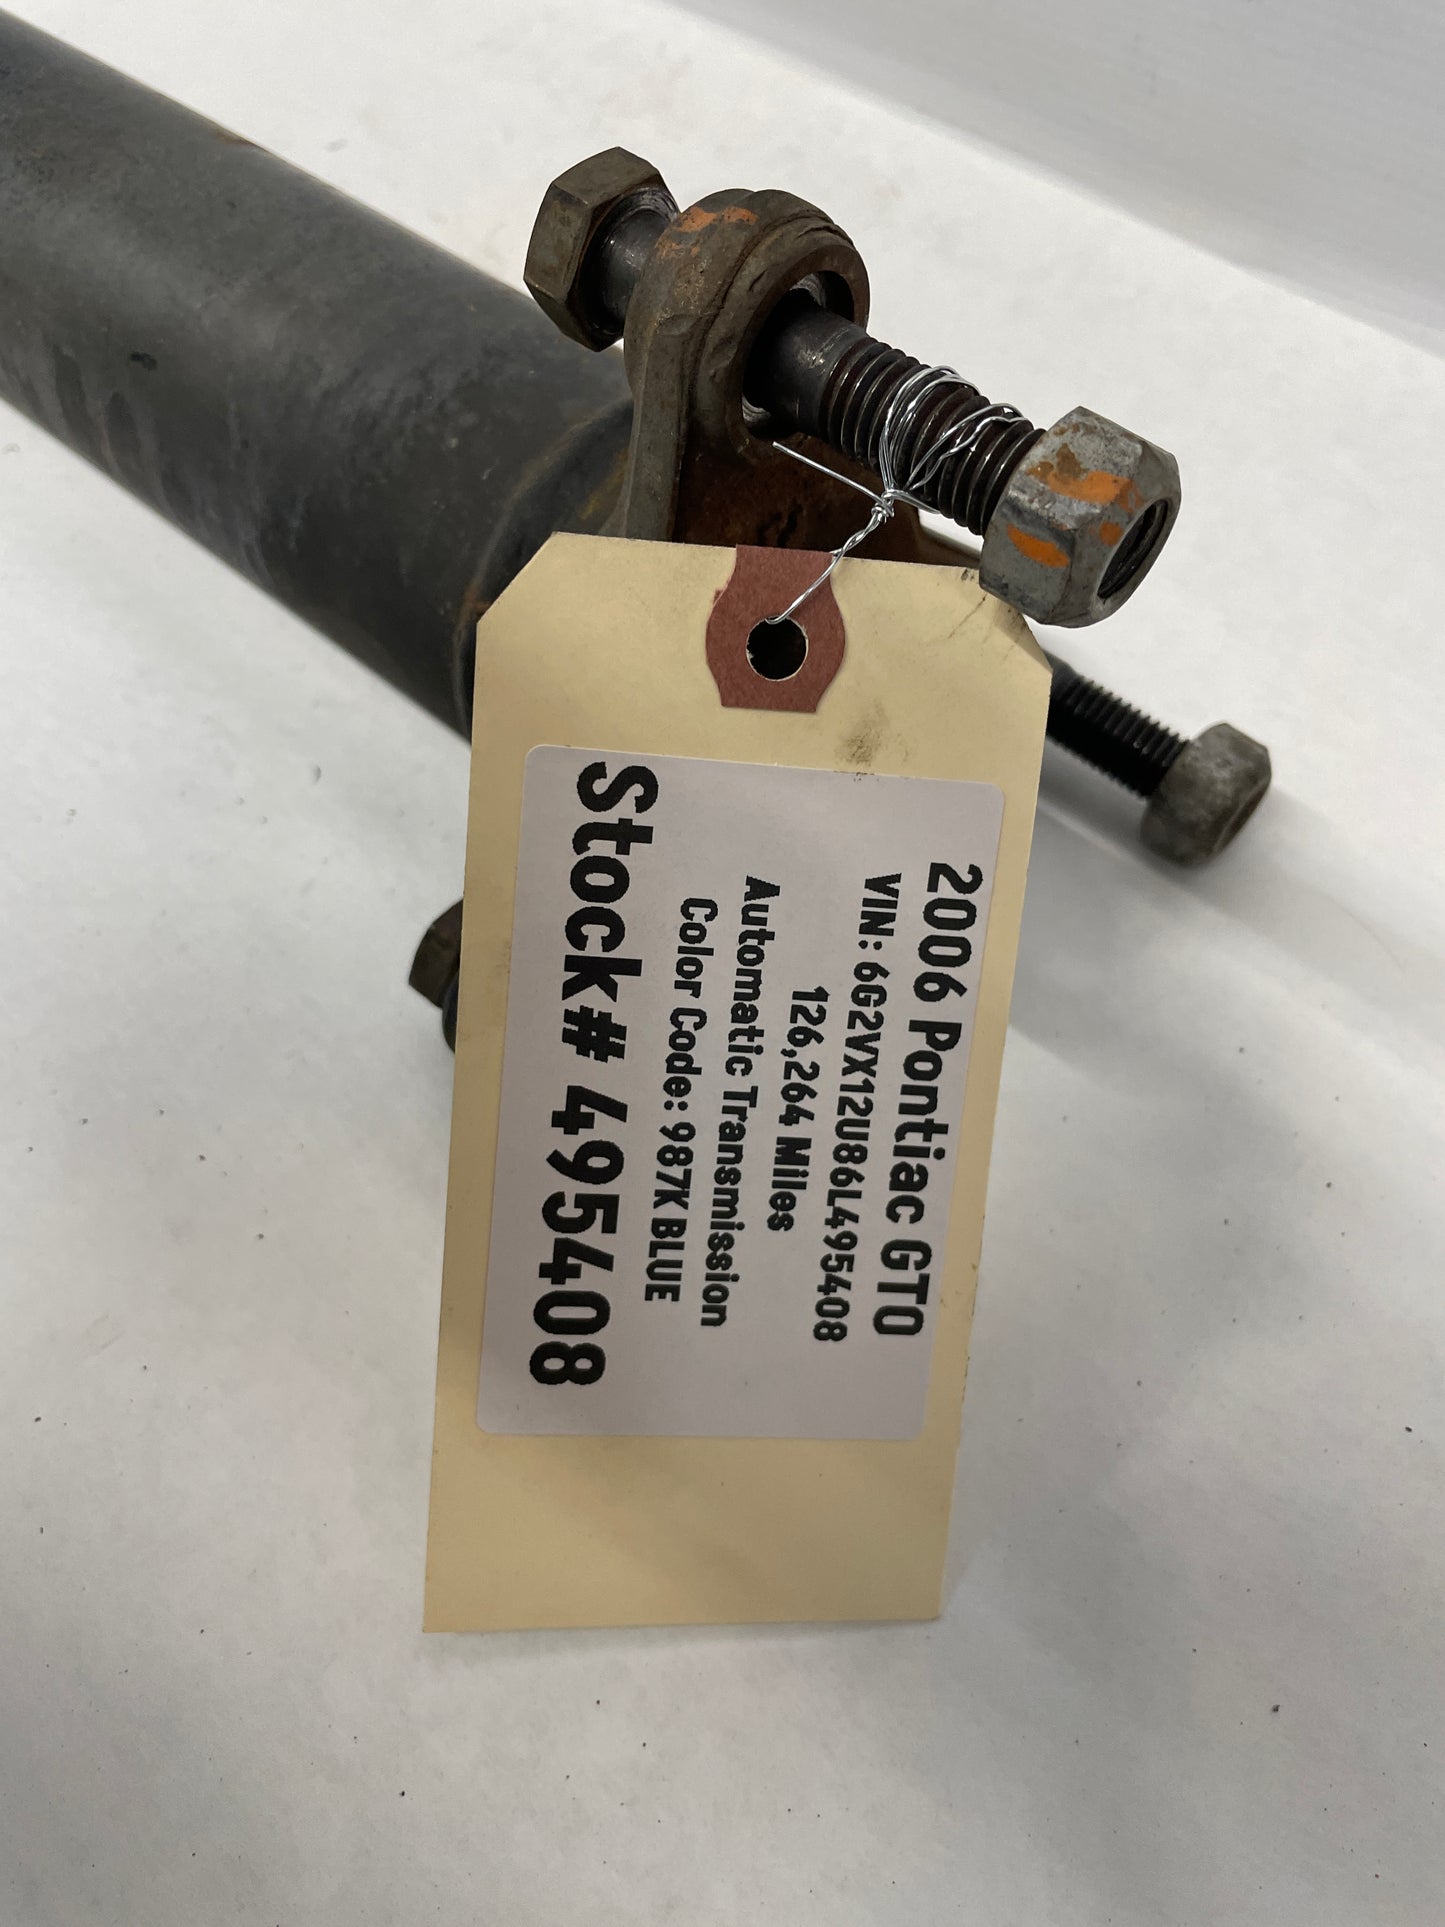 2006 Pontiac GTO
VIN: 6G2VX12U86L495408
126,264 Miles
Automatic Transmission
Color Code: 987K BLUE
Stock# 495408